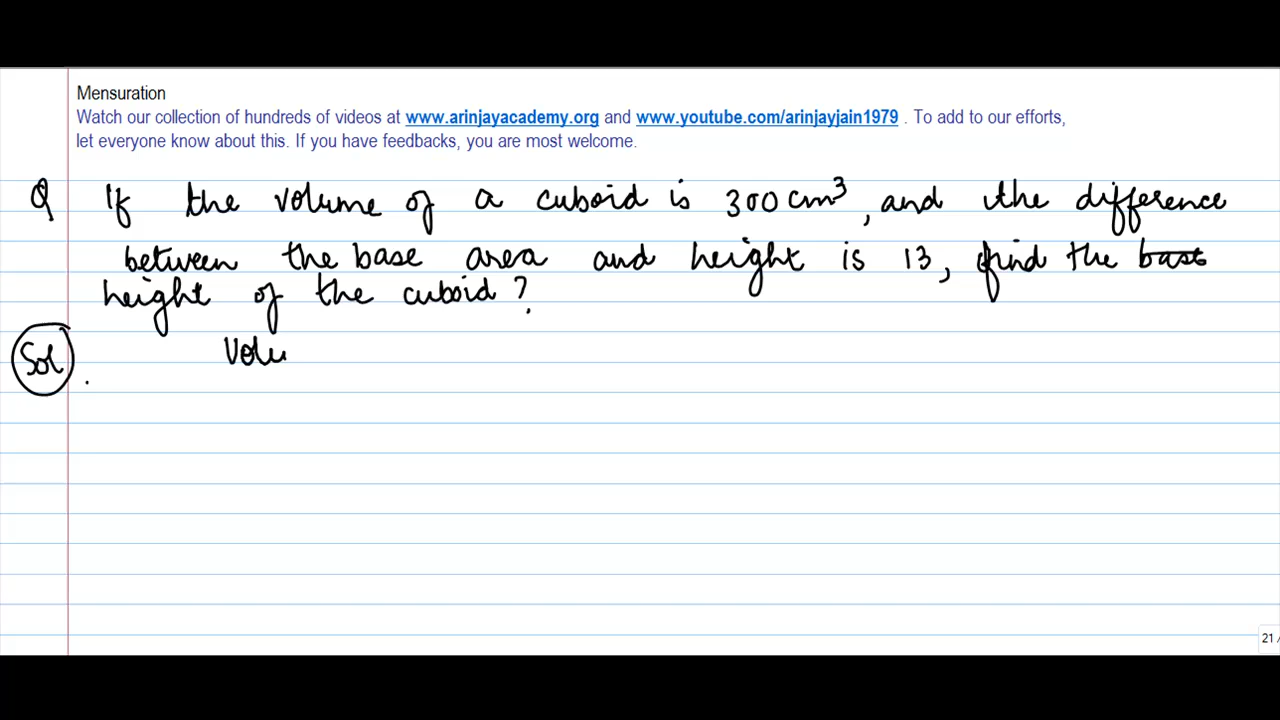 Mensuration
Watch our collection of hundreds of videos at www.arinjayacademy.org and www.youtube.com/arinjayjain1979 . To add to our efforts,
let everyone know about this. If you have feedbacks, you are most welcome.
Q If the volume of a cuboid is 300 cm³, and the difference
between the base area and height is 13, find the base
height of the cuboid ?
Sol. Volu
21